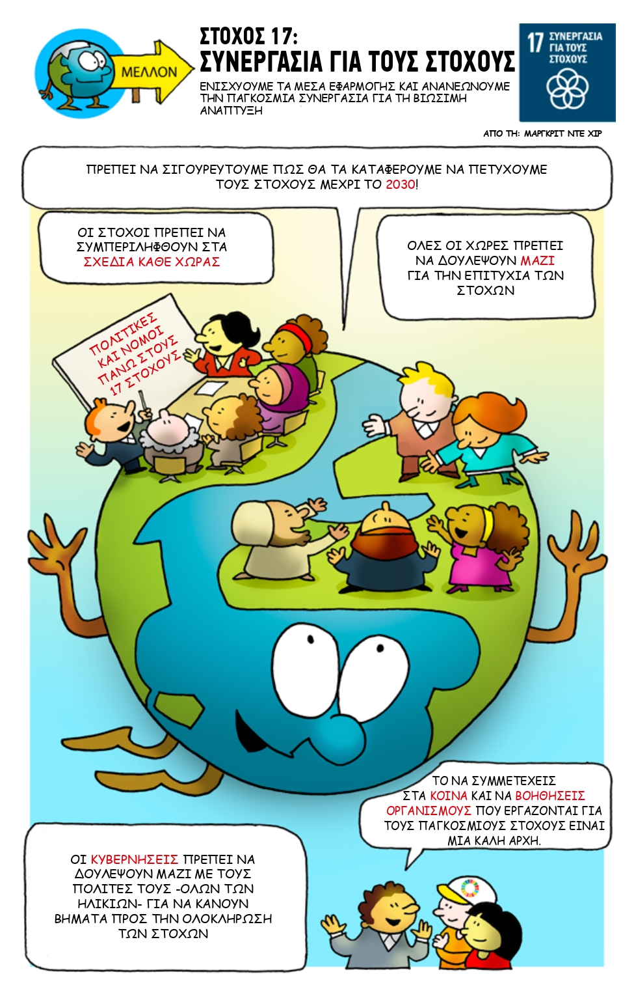 ΣΤΟΧΟΣ 17:
ΣΥΝΕΡΓΑΣΙΑ ΓΙΑ ΤΟΥΣ ΣΤΟΧΟΥΣ
ΕΝΙΣΧΥΟΥΜΕ ΤΑ ΜΕΣΑ ΕΦΑΡΜΟΓΗΣ ΚΑΙ ΑΝΑΝΕΩΝΟΥΜΕ
ΤΗΝ ΠΑΓΚΟΣΜΙΑ ΣΥΝΕΡΓΑΣΙΑ ΓΙΑ ΤΗ ΒΙΩΣΙΜΗ
ΑΝΑΠΤΥΞΗ
ΜΕΛΛΟΝ
17 ΣΥΝΕΡΓΑΣΙΑ
ΓΙΑ ΤΟΥΣ
ΣΤΟΧΟΥΣ
ΑΠΟ ΤΗ: ΜΑΡΓΚΡΙΤ ΝΤΕ ΧΙΡ
ΠΡΕΠΕΙ ΝΑ ΣΙΓΟΥΡΕΥΤΟΥΜΕ ΠΩΣ ΘΑ ΤΑ ΚΑΤΑΦΕΡΟΥΜΕ ΝΑ ΠΕΤΥΧΟΥΜΕ
ΤΟΥΣ ΣΤΟΧΟΥΣ ΜΕΧΡΙ ΤΟ 2030!
ΟΙ ΣΤΟΧΟΙ ΠΡΕΠΕΙ ΝΑ
ΣΥΜΠΕΡΙΛΗΦΘΟΥΝ ΣΤΑ
ΣΧΕΔΙΑ ΚΑΘΕ ΧΩΡΑΣ
ΟΛΕΣ ΟΙ ΧΩΡΕΣ ΠΡΕΠΕΙ
ΝΑ ΔΟΥΛΕΨΟΥΝ ΜΑΖΙ
ΓΙΑ ΤΗΝ ΕΠΙΤΥΧΙΑ ΤΩΝ
ΣΤΟΧΩΝ
ΠΟΛΙΤΙΚΕΣ
ΚΑΙ ΝΟΜΟΙ
ΠΑΝΩ ΣΤΟΥΣ
17 ΣΤΟΧΟΥΣ
ΤΟ ΝΑ ΣΥΜΜΕΤΕΧΕΙΣ
ΣΤΑ ΚΟΙΝΑ ΚΑΙ ΝΑ ΒΟΗΘΗΣΕΙΣ
ΟΡΓΑΝΙΣΜΟΥΣ ΠΟΥ ΕΡΓΑΖΟΝΤΑΙ ΓΙΑ
ΤΟΥΣ ΠΑΓΚΟΣΜΙΟΥΣ ΣΤΟΧΟΥΣ ΕΙΝΑΙ
ΜΙΑ ΚΑΛΗ ΑΡΧΗ.
ΟΙ ΚΥΒΕΡΝΗΣΕΙΣ ΠΡΕΠΕΙ ΝΑ
ΔΟΥΛΕΨΟΥΝ ΜΑΖΙ ΜΕ ΤΟΥΣ
ΠΟΛΙΤΕΣ ΤΟΥΣ -ΟΛΩΝ ΤΩΝ
ΗΛΙΚΙΩΝ- ΓΙΑ ΝΑ ΚΑΝΟΥΝ
ΒΗΜΑΤΑ ΠΡΟΣ ΤΗΝ ΟΛΟΚΛΗΡΩΣΗ
ΤΩΝ ΣΤΟΧΩΝ